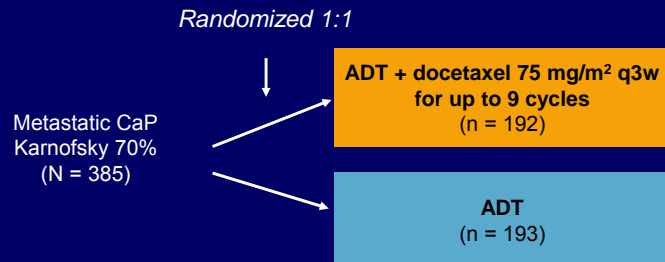 Randomized 1:1
ADT + docetaxel 75 mg/m² q3w
for up to 9 cycles
(n = 192)
Metastatic CaP
Karnofsky 70%
(N = 385)
ADT
(n = 193)